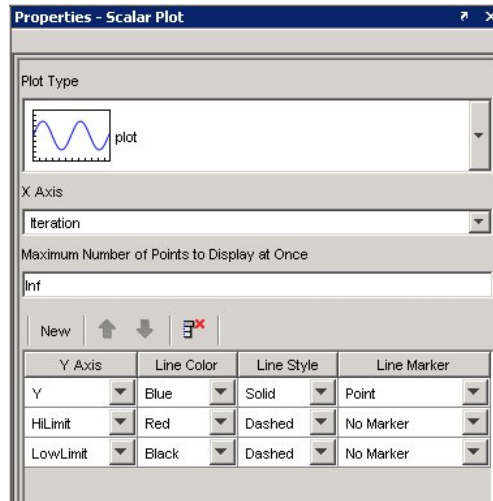 Properties - Scalar Plot
Plot Type
plot
X Axis
Iteration
Maximum Number of Points to Display at Once
Inf
New
Y Axis Line Color Line Style Line Marker
Y Blue Solid Point
HiLimit Red Dashed No Marker
LowLimit Black Dashed No Marker